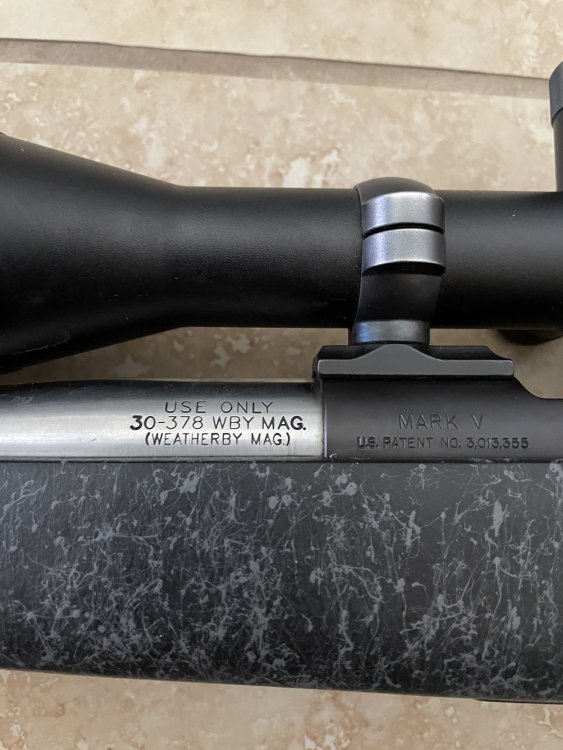 USE ONLY
30-378 WBY MAG.
(WEATHERBY MAG.)
MARK V
U.S. PATENT NO. 3,013,355